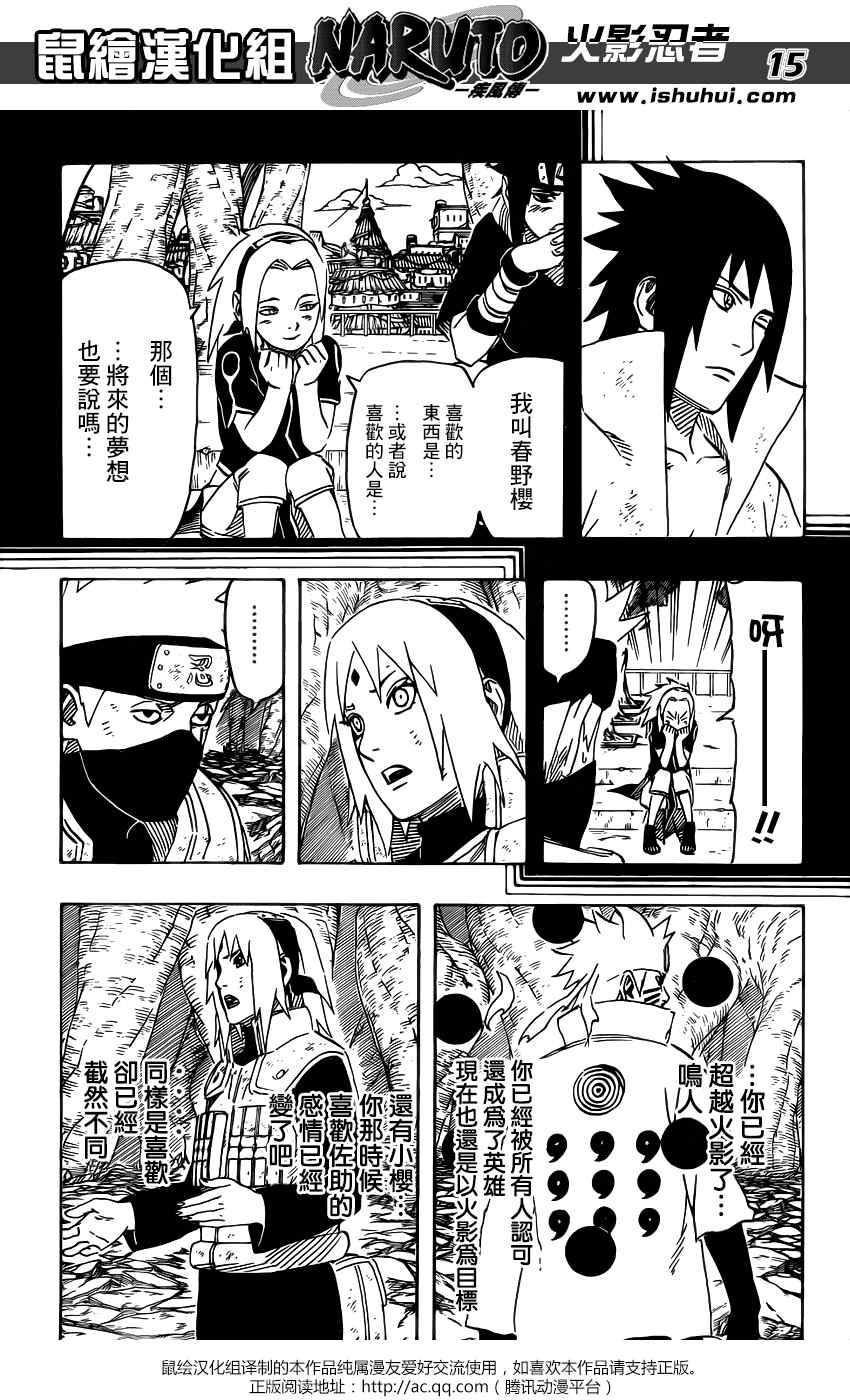 鼠繪漢化組
NARUTO
-疾風傳-
火影忍者
15
www.ishuhui.com
我叫春野櫻
喜歡的
東西是…
…或者說
喜歡的人是…
那個…
…將來的夢想
也要說嗎…
呀——!!
………
………
…你已經
超越火影了…
鳴人
你已經被所有人認可
還成為了英雄
現在也還是以火影為目標
還有小櫻…
你那時候
喜歡佐助的
感情已經
變了吧…
………
同樣是喜歡
卻已經
截然不同
鼠绘汉化组译制的本作品纯属漫友爱好交流使用，如喜欢本作品请支持正版。
正版阅读地址：http://ac.qq.com（腾讯动漫平台）